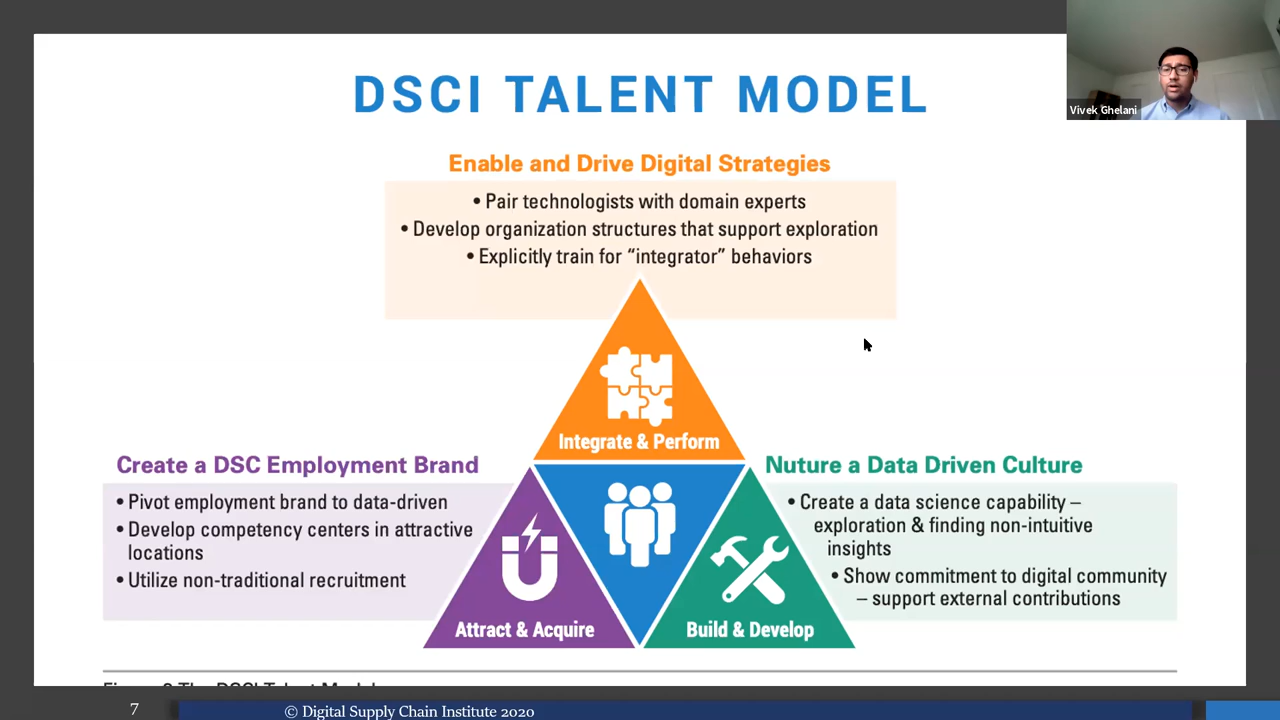 DSCI TALENT MODEL
Vivek Ghelani
Enable and Drive Digital Strategies
• Pair technologists with domain experts
• Develop organization structures that support exploration
• Explicitly train for “integrator” behaviors
Integrate & Perform
Create a DSC Employment Brand
• Pivot employment brand to data-driven
• Develop competency centers in attractive
locations
• Utilize non-traditional recruitment
Attract & Acquire
Nuture a Data Driven Culture
• Create a data science capability –
exploration & finding non-intuitive
insights
• Show commitment to digital community
– support external contributions
Build & Develop
The DSCI Talent Model
7
© Digital Supply Chain Institute 2020